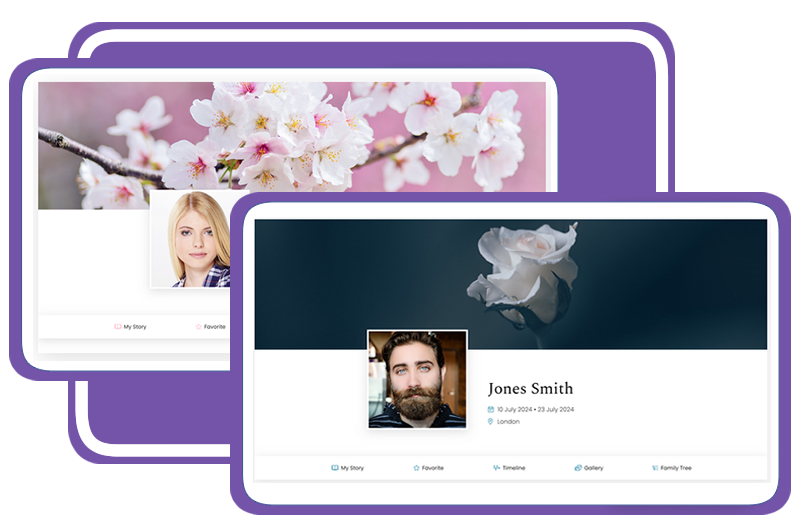 My Story
Favorite
Jones Smith
10 July 2024 • 23 July 2024
London
My Story
Favorite
Timeline
Gallery
Family Tree